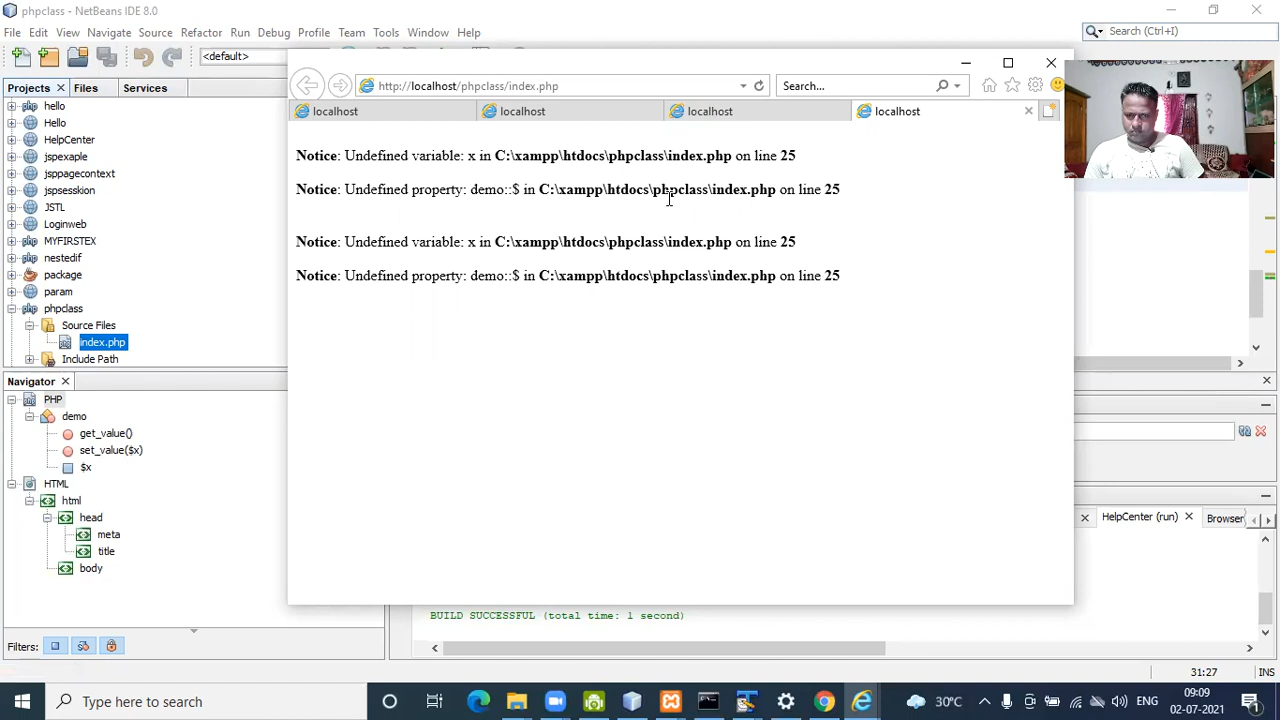 phpclass - NetBeans IDE 8.0
File Edit View Navigate Source Refactor Run Debug Profile Team Tools Window Help
Search (Ctrl+I)
<default>
Projects Files Services
hello
Hello
HelpCenter
jspexaple
jsppagecontext
jspsesskion
JSTL
Loginweb
MYFIRSTEX
nestedif
package
param
phpclass
Source Files
index.php
Include Path
Navigator
PHP
demo
get_value()
set_value($x)
$x
HTML
html
head
meta
title
body
Filters:
http://localhost/phpclass/index.php
Search...
localhost localhost localhost localhost
Notice: Undefined variable: x in C:\xampp\htdocs\phpclass\index.php on line 25
Notice: Undefined property: demo::$ in C:\xampp\htdocs\phpclass\index.php on line 25
Notice: Undefined variable: x in C:\xampp\htdocs\phpclass\index.php on line 25
Notice: Undefined property: demo::$ in C:\xampp\htdocs\phpclass\index.php on line 25
HelpCenter (run) Browser
BUILD SUCCESSFUL (total time: 1 second)
31:27 INS
Type here to search
30°C ENG
09:09
02-07-2021
1